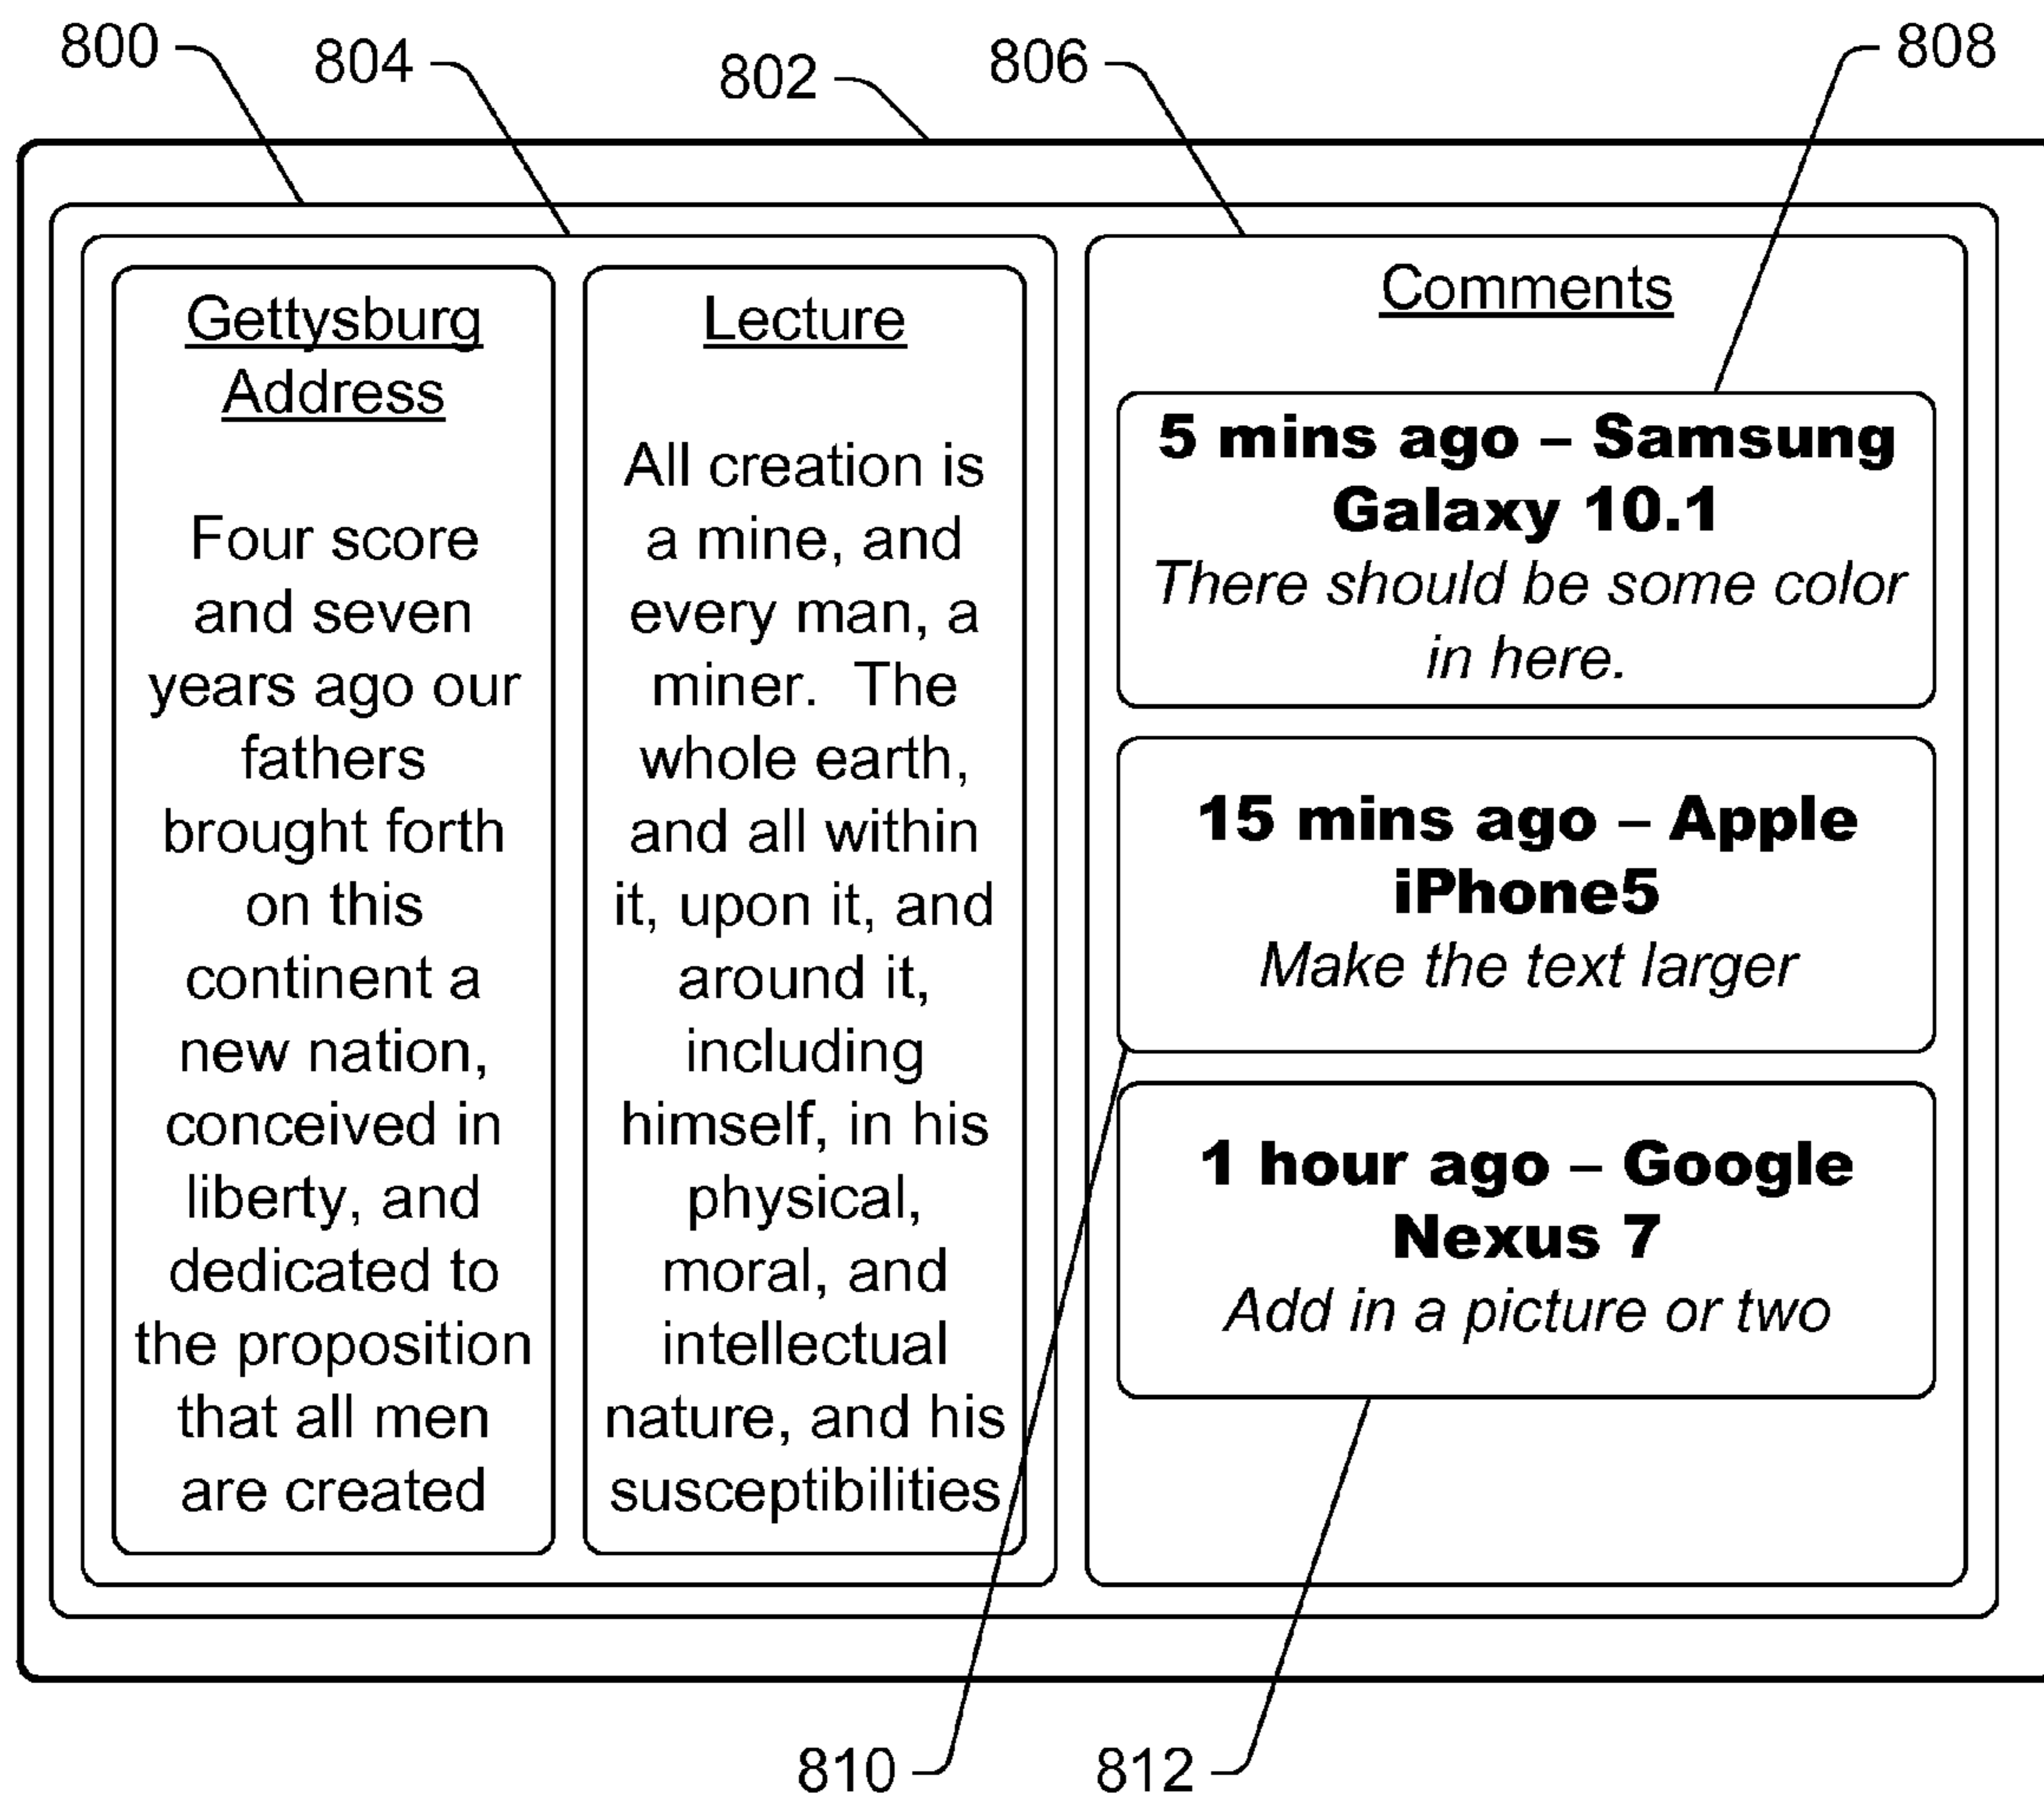 800
804
802
806
808
Gettysburg
Address
Four score
and seven
years ago our
fathers
brought forth
on this
continent a
new nation,
conceived in
liberty, and
dedicated to
the proposition
that all men
are created
Lecture
All creation is
a mine, and
every man, a
miner.  The
whole earth,
and all within
it, upon it, and
around it,
including
himself, in his
physical,
moral, and
intellectual
nature, and his
susceptibilities
Comments
5 mins ago – Samsung
Galaxy 10.1
There should be some color
in here.
15 mins ago – Apple
iPhone5
Make the text larger
1 hour ago – Google
Nexus 7
Add in a picture or two
810
812